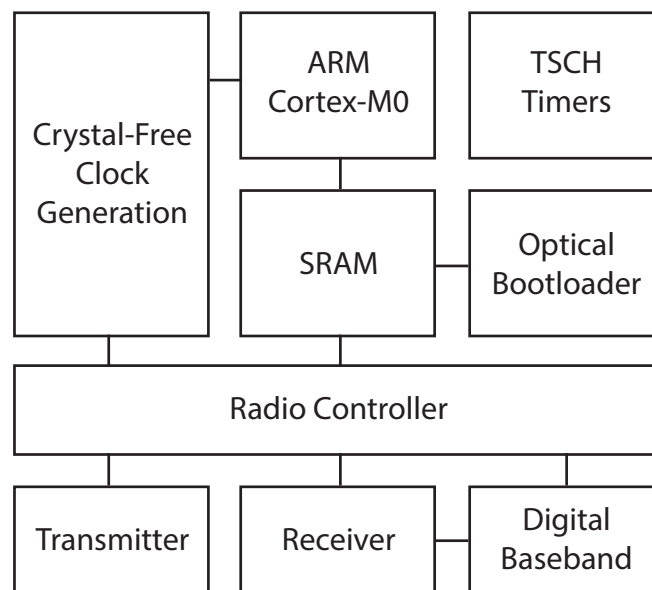 ARM
Cortex-M0
TSCH
Timers
Crystal-Free
Clock
Generation
SRAM
Optical
Bootloader
Radio Controller
Transmitter
Receiver
Digital
Baseband